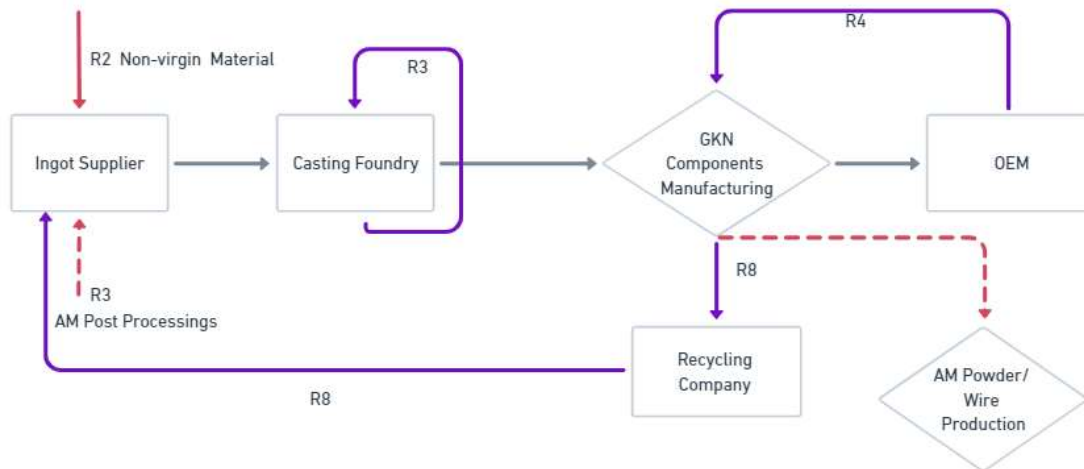 R4
R2 Non-virgin Material
R3
Ingot Supplier
Casting Foundry
GKN
Components
Manufacturing
OEM
R8
R3
AM Post Processings
Recycling
Company
AM Powder/
Wire
Production
R8